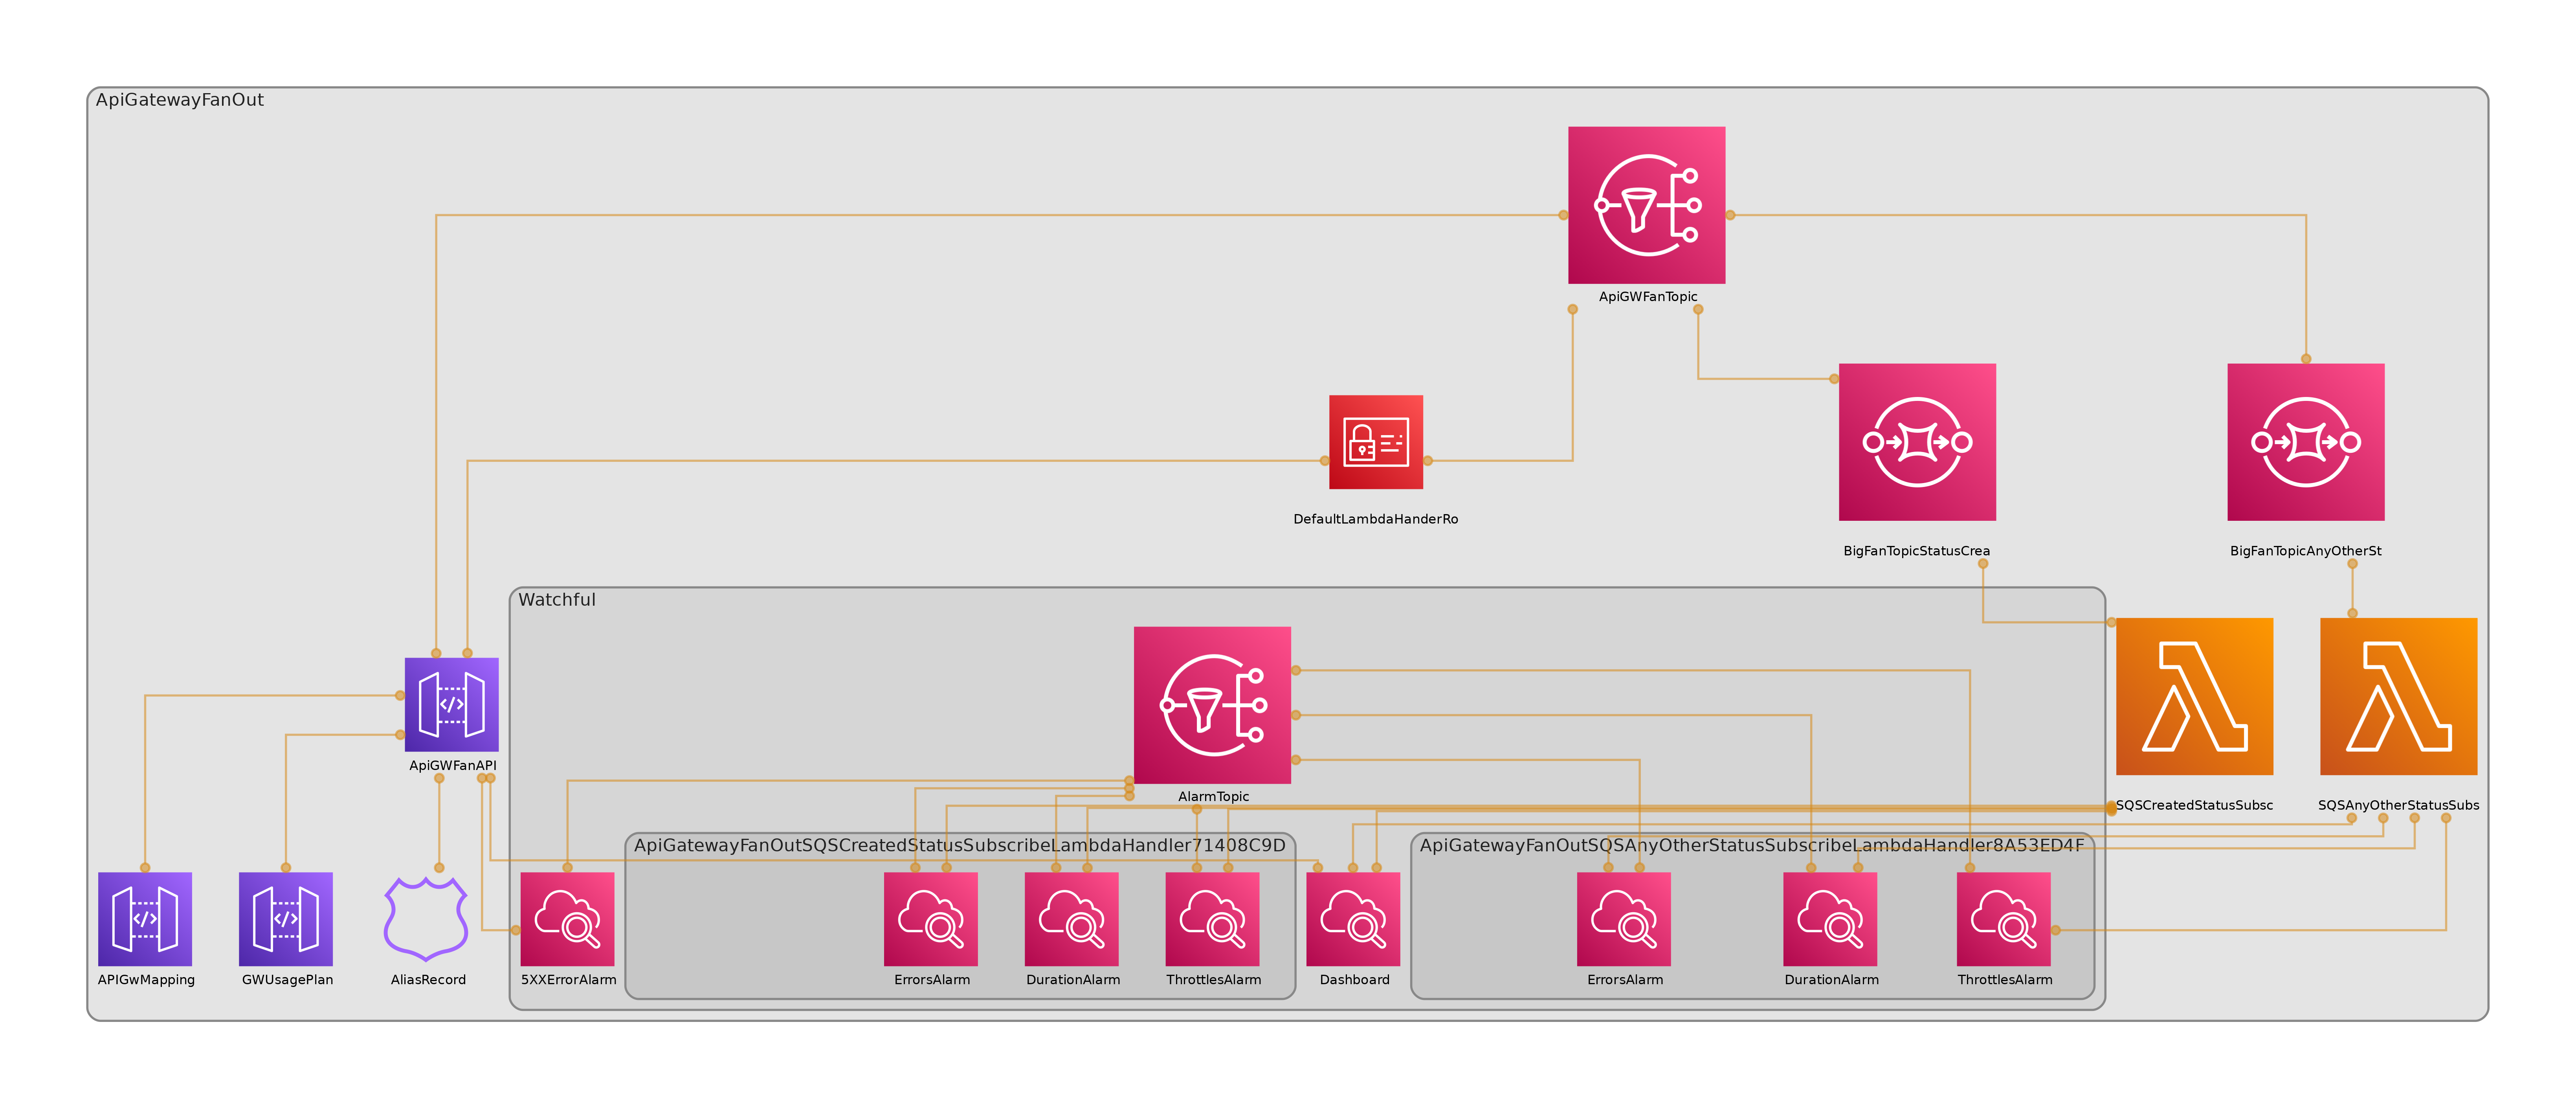 ApiGatewayFanOut
ApiGWFanTopic
DefaultLambdaHanderRo
BigFanTopicStatusCrea
BigFanTopicAnyOtherSt
Watchful
ApiGWFanAPI
AlarmTopic
SQSCreatedStatusSubsc
SQSAnyOtherStatusSubs
ApiGatewayFanOutSQSCreatedStatusSubscribeLambdaHandler71408C9D
ApiGatewayFanOutSQSAnyOtherStatusSubscribeLambdaHandler8A53ED4F
APIGwMapping
GWUsagePlan
AliasRecord
5XXErrorAlarm
ErrorsAlarm
DurationAlarm
ThrottlesAlarm
Dashboard
ErrorsAlarm
DurationAlarm
ThrottlesAlarm